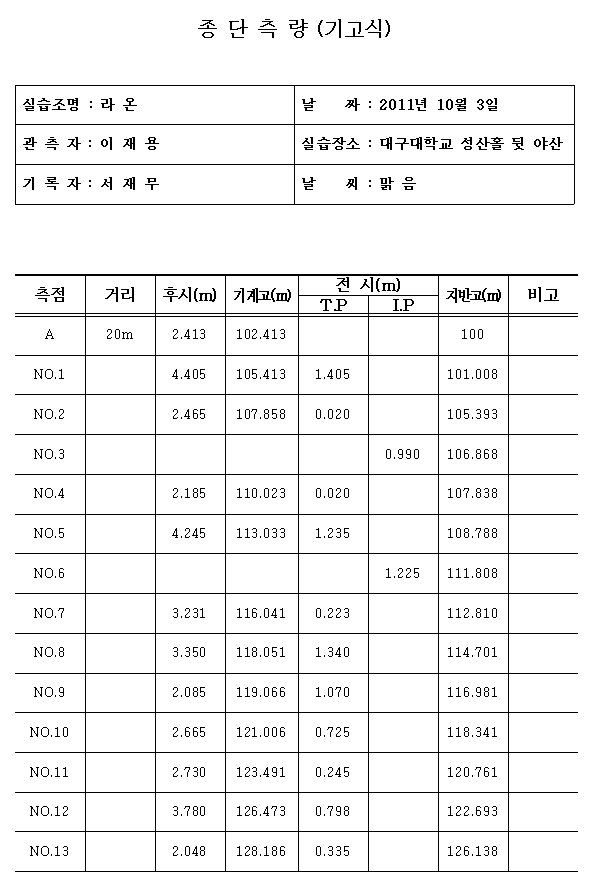 종 단 측 량 (기고식)
실습조명 : 라 온 날 짜 : 2011년 10월 3일
관 측 자 : 이 재 용 실습장소 : 대구대학교 성산홀 뒷 야산
기 록 자 : 서 재 무 날 씨 : 맑 음
측점 거리 후시(m) 기계고(m) 전 시(m) 지반고(m) 비고
T.P I.P
A 20m 2.413 102.413 100
NO.1 4.405 105.413 1.405 101.008
NO.2 2.465 107.858 0.020 105.393
NO.3 0.990 106.868
NO.4 2.185 110.023 0.020 107.838
NO.5 4.245 113.033 1.235 108.788
NO.6 1.225 111.808
NO.7 3.231 116.041 0.223 112.810
NO.8 3.350 118.051 1.340 114.701
NO.9 2.085 119.066 1.070 116.981
NO.10 2.665 121.006 0.725 118.341
NO.11 2.730 123.491 0.245 120.761
NO.12 3.780 126.473 0.798 122.693
NO.13 2.048 128.186 0.335 126.138